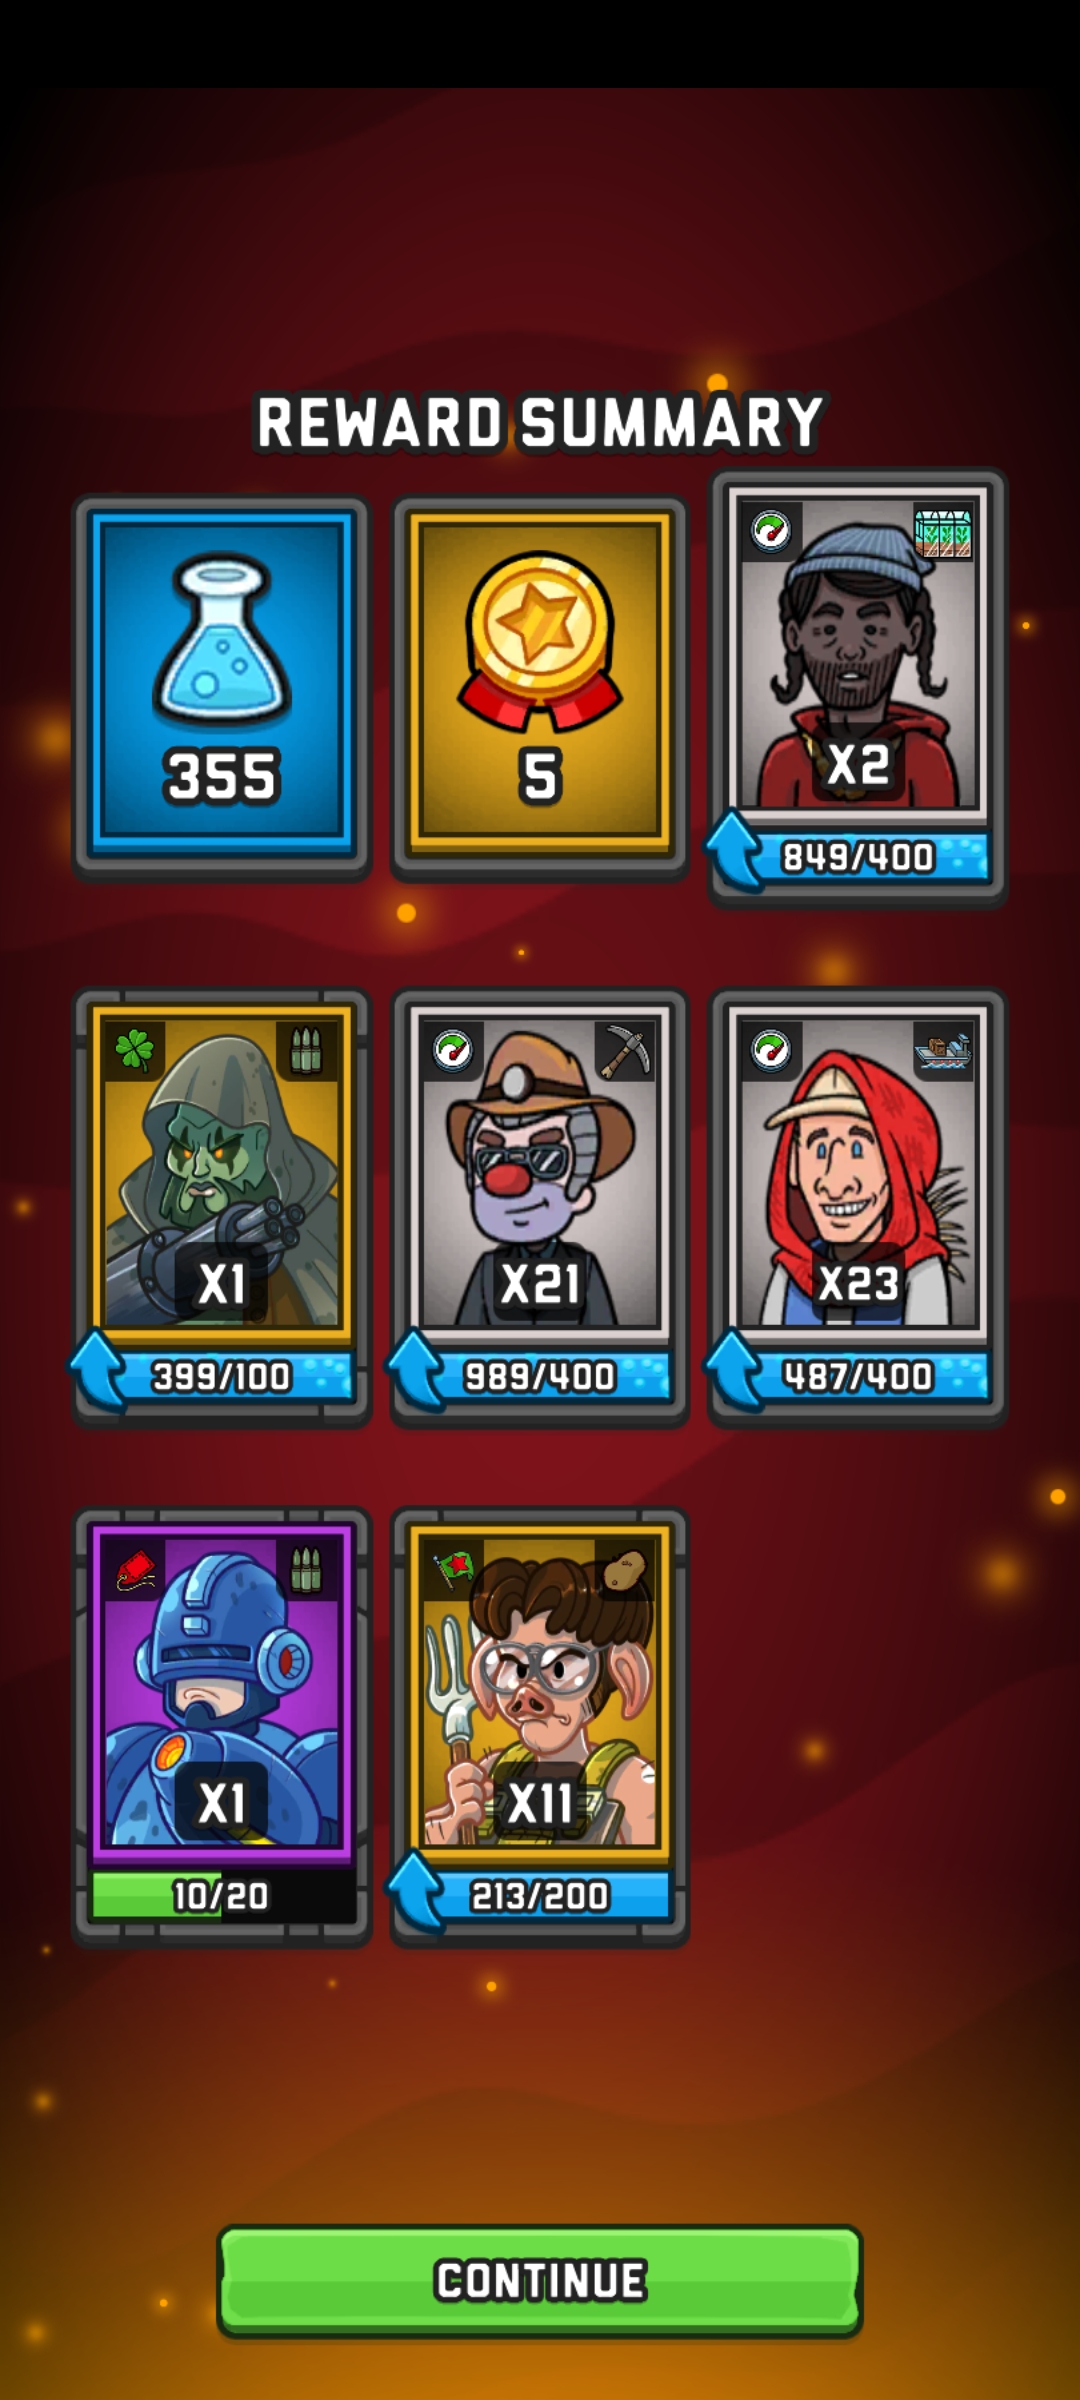 REWARD SUMMARY
355
5
X2
849/400
X1
399/100
X21
989/400
X23
487/400
X1
10/20
X11
213/200
CONTINUE